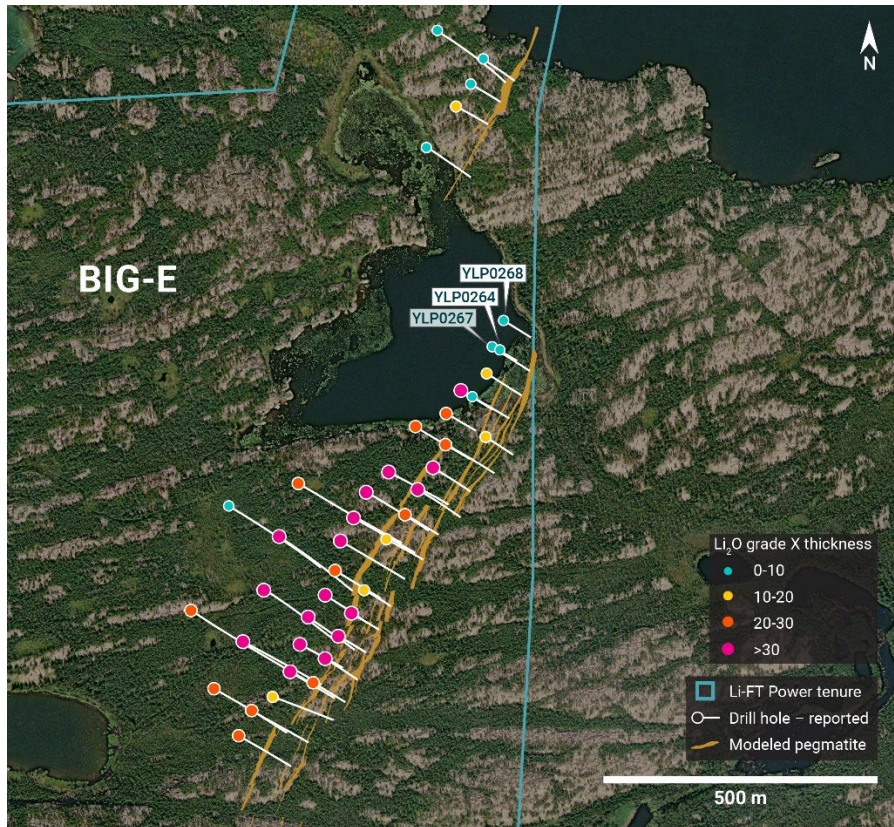 N
YLP0268
YLP0264
BIG-E
YLP0267
Li₂O grade X thickness
0-10
10-20
20-30
>30
Li-FT Power tenure
Drill hole – reported
Modeled pegmatite
500 m